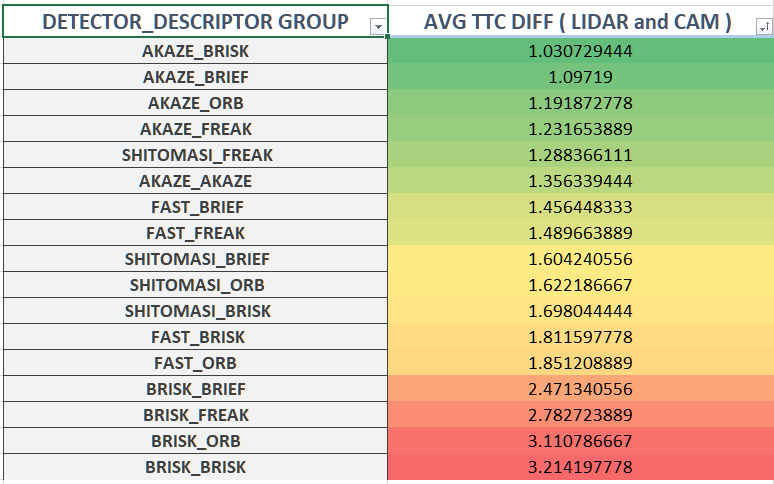 DETECTOR_DESCRIPTOR GROUP AVG TTC DIFF ( LIDAR and CAM )
AKAZE_BRISK 1.030729444
AKAZE_BRIEF 1.09719
AKAZE_ORB 1.191872778
AKAZE_FREAK 1.231653889
SHITOMASI_FREAK 1.288366111
AKAZE_AKAZE 1.356339444
FAST_BRIEF 1.456448333
FAST_FREAK 1.489663889
SHITOMASI_BRIEF 1.604240556
SHITOMASI_ORB 1.622186667
SHITOMASI_BRISK 1.698044444
FAST_BRISK 1.811597778
FAST_ORB 1.851208889
BRISK_BRIEF 2.471340556
BRISK_FREAK 2.782723889
BRISK_ORB 3.110786667
BRISK_BRISK 3.214197778